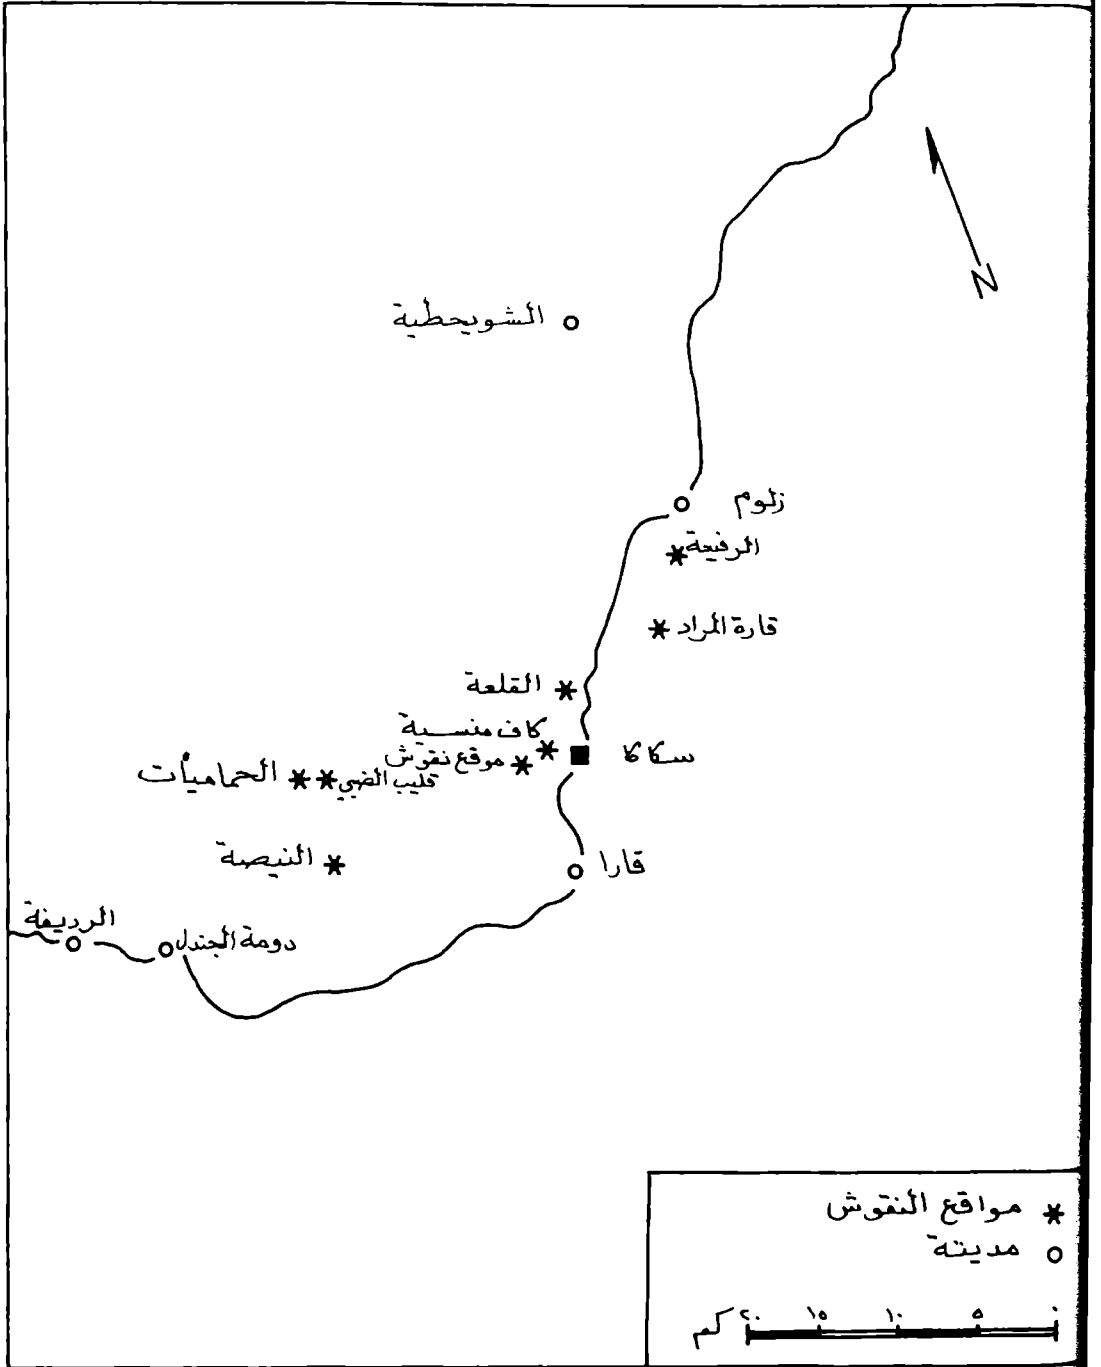 N
الشويحطية
زلوم
الرفيعة
قارة المراد
القلعة
كاف منسية
سكاكا
موقع نقوش
قليب الضبي
الحماميات
النيصة
قارا
الرديفة
دومة الجندل
مواقع النقوش
مدينة
٠ ٥ ١٠ ١٥ ٢٠ كم